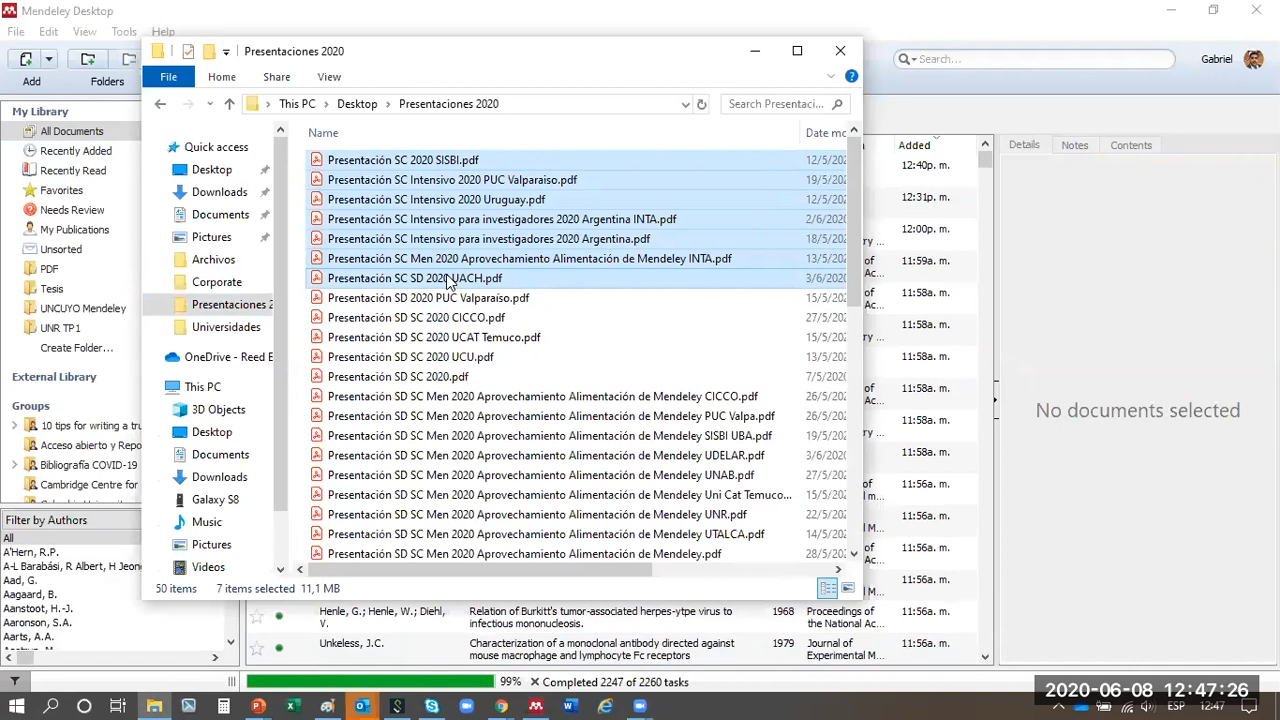 Mendeley Desktop
File Edit View Tools Help
Add
Folders
Search...
Gabriel
Presentaciones 2020
File Home Share View
This PC > Desktop > Presentaciones 2020
Search Presentaci...
My Library
All Documents
Recently Added
Recently Read
Favorites
Needs Review
My Publications
Unsorted
PDF
Tesis
UNCUYO Mendeley
UNR TP1
Create Folder...
External Library
Groups
10 tips for writing a tru
Acceso abierto y Repo
Bibliografía COVID-19
Cambridge Centre for
Filter by Authors
All
A'Hern, R.P.
A-L Barabási, R Albert, H Jeong
Aad, G.
Aagaard, B.
Aanstoot, H.-J.
Aaronson, S.A.
Aarts, A.A.
Quick access
Desktop
Downloads
Documents
Pictures
Archivos
Corporate
Presentaciones 2
Universidades
OneDrive - Reed E
This PC
3D Objects
Desktop
Documents
Downloads
Galaxy S8
Music
Pictures
Videos
Name Date mo
Presentación SC 2020 SISBI.pdf 12/5/202
Presentación SC Intensivo 2020 PUC Valparaiso.pdf 19/5/202
Presentación SC Intensivo 2020 Uruguay.pdf 12/5/202
Presentación SC Intensivo para investigadores 2020 Argentina INTA.pdf 2/6/2020
Presentación SC Intensivo para investigadores 2020 Argentina.pdf 18/5/202
Presentación SC Men 2020 Aprovechamiento Alimentación de Mendeley INTA.pdf 13/5/202
Presentación SC SD 2020 UACH.pdf 3/6/2020
Presentación SD 2020 PUC Valparaíso.pdf 15/5/202
Presentación SD SC 2020 CICCO.pdf 27/5/202
Presentación SD SC 2020 UCAT Temuco.pdf 15/5/202
Presentación SD SC 2020 UCU.pdf 13/5/202
Presentación SD SC 2020.pdf 7/5/2020
Presentación SD SC Men 2020 Aprovechamiento Alimentación de Mendeley CICCO.pdf 26/5/202
Presentación SD SC Men 2020 Aprovechamiento Alimentación de Mendeley PUC Valpa.pdf 26/5/202
Presentación SD SC Men 2020 Aprovechamiento Alimentación de Mendeley SISBI UBA.pdf 19/5/202
Presentación SD SC Men 2020 Aprovechamiento Alimentación de Mendeley UDELAR.pdf 3/6/2020
Presentación SD SC Men 2020 Aprovechamiento Alimentación de Mendeley UNAB.pdf 27/5/202
Presentación SD SC Men 2020 Aprovechamiento Alimentación de Mendeley Uni Cat Temuco... 15/5/202
Presentación SD SC Men 2020 Aprovechamiento Alimentación de Mendeley UNR.pdf 22/5/202
Presentación SD SC Men 2020 Aprovechamiento Alimentación de Mendeley UTALCA.pdf 14/5/202
Presentación SD SC Men 2020 Aprovechamiento Alimentación de Mendeley.pdf 28/5/202
50 items 7 items selected 11,1 MB
Added
12:40p. m.
12:31p. m.
12:00p. m.
11:59a. m.
11:58a. m.
11:58a. m.
11:58a. m.
11:58a. m.
11:58a. m.
11:58a. m.
11:56a. m.
11:56a. m.
11:56a. m.
11:56a. m.
Henle, G.; Henle, W.; Diehl, V. Relation of Burkitt's tumor-associated herpes-ytpe virus to infectious mononucleosis. 1968 Proceedings of the National Ac...
Unkeless, J.C. Characterization of a monoclonal antibody directed against mouse macrophage and lymphocyte Fc receptors 1979 Journal of Experimental M...
Details Notes Contents
No documents selected
99% Completed 2247 of 2260 tasks
2020-06-08 12:47:26
ESP 12:47